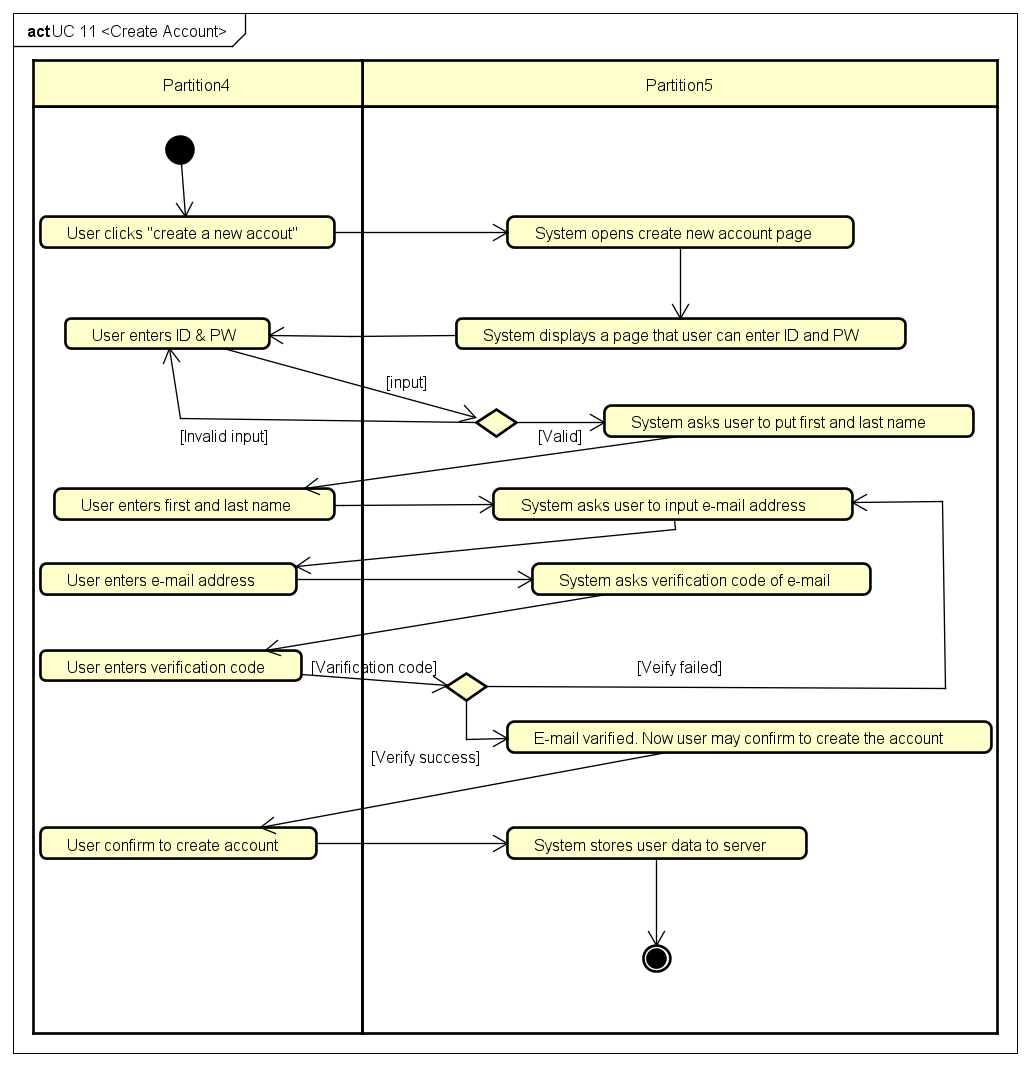 act UC 11 <Create Account>
Partition4
Partition5
User clicks "create a new accout"
System opens create new account page
User enters ID & PW
System displays a page that user can enter ID and PW
[input]
[Invalid input]
[Valid]
System asks user to put first and last name
User enters first and last name
System asks user to input e-mail address
User enters e-mail address
System asks verification code of e-mail
User enters verification code
[Varification code]
[Veify failed]
E-mail varified. Now user may confirm to create the account
[Verify success]
User confirm to create account
System stores user data to server